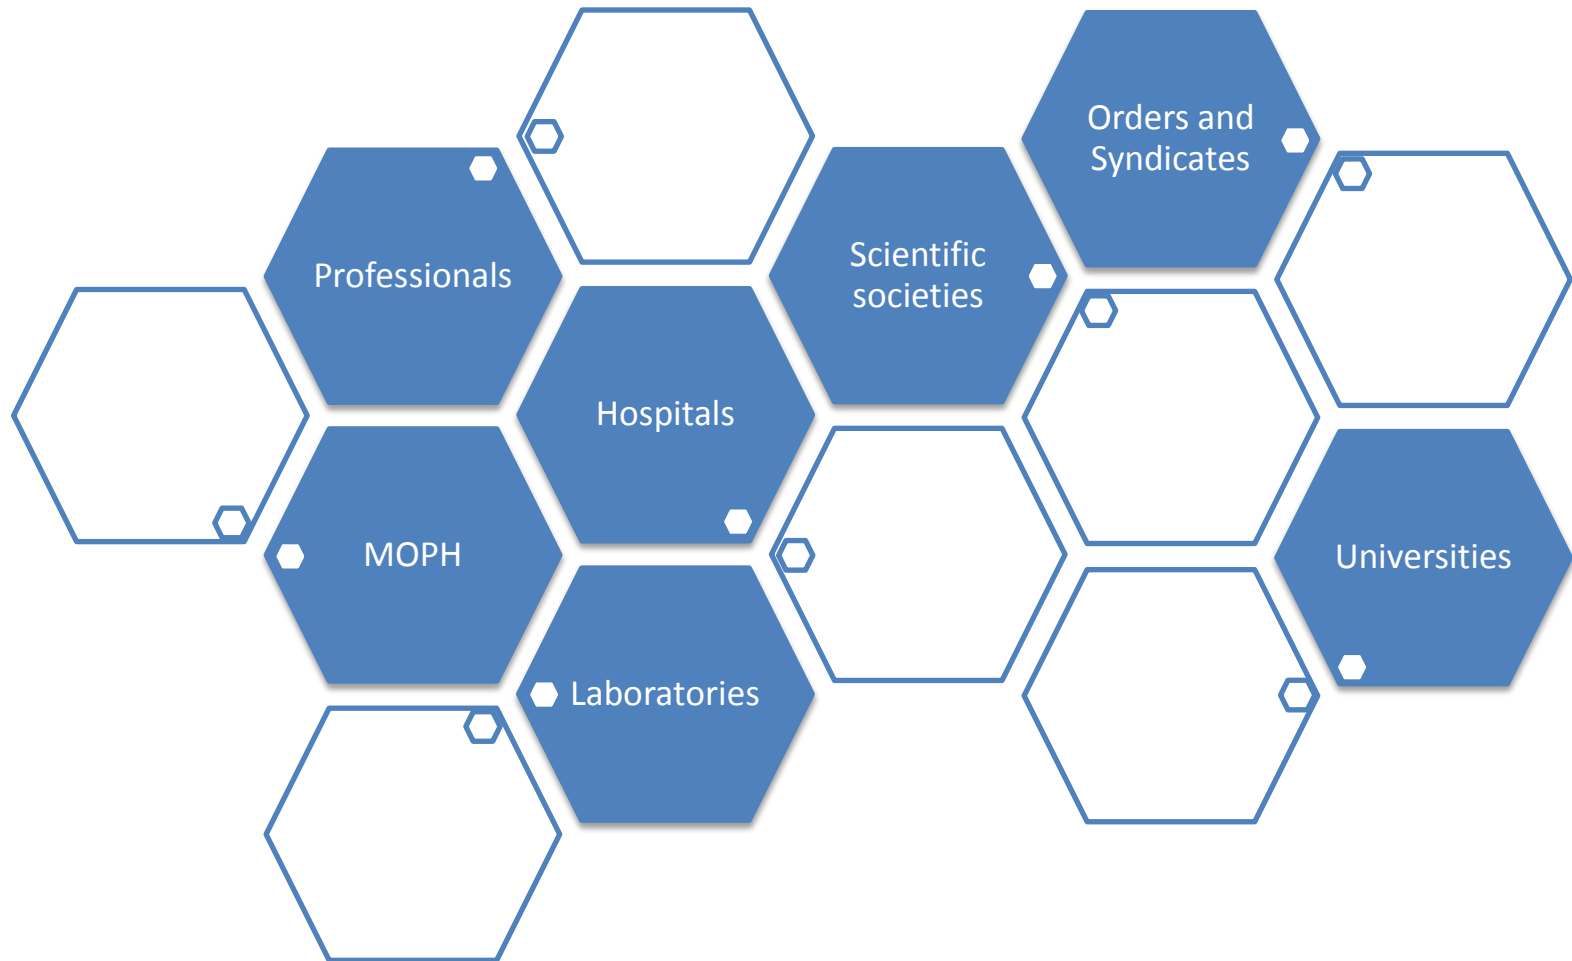 Orders and
Syndicates
Professionals
Scientific
societies
Hospitals
MOPH
Universities
Laboratories